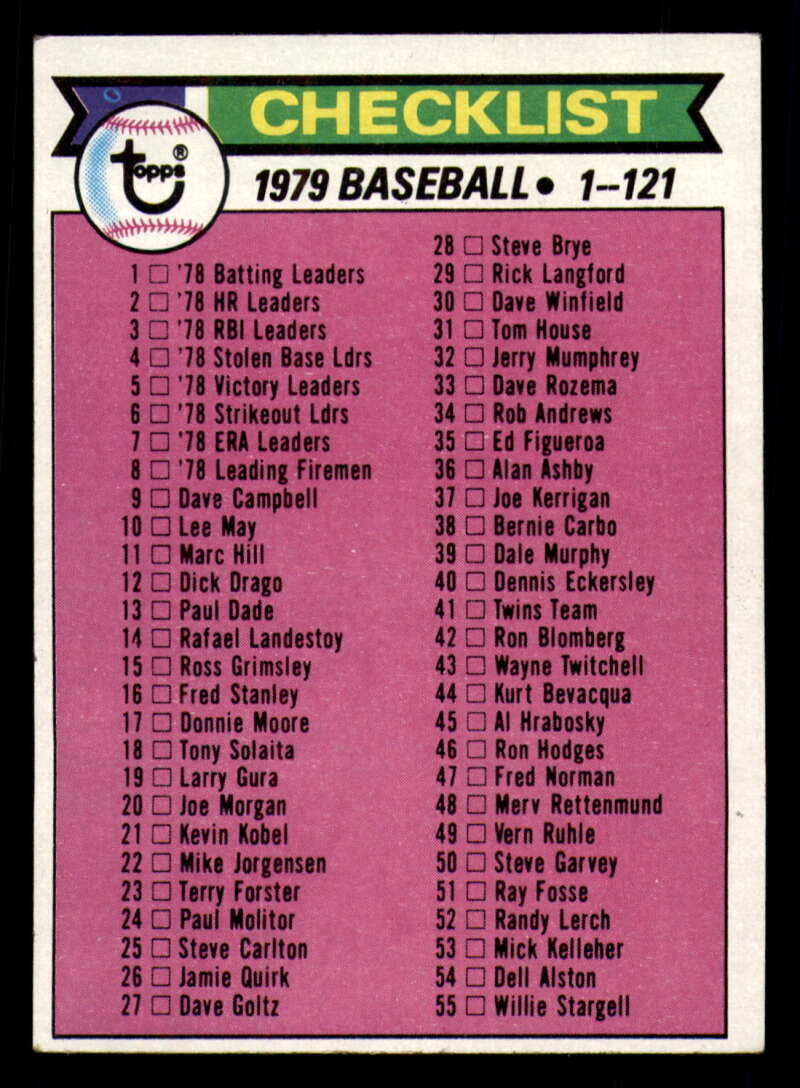 CHECKLIST
topps®
1979 BASEBALL • 1--121
1 □ '78 Batting Leaders
2 □ '78 HR Leaders
3 □ '78 RBI Leaders
4 □ '78 Stolen Base Ldrs
5 □ '78 Victory Leaders
6 □ '78 Strikeout Ldrs
7 □ '78 ERA Leaders
8 □ '78 Leading Firemen
9 □ Dave Campbell
10 □ Lee May
11 □ Marc Hill
12 □ Dick Drago
13 □ Paul Dade
14 □ Rafael Landestoy
15 □ Ross Grimsley
16 □ Fred Stanley
17 □ Donnie Moore
18 □ Tony Solaita
19 □ Larry Gura
20 □ Joe Morgan
21 □ Kevin Kobel
22 □ Mike Jorgensen
23 □ Terry Forster
24 □ Paul Molitor
25 □ Steve Carlton
26 □ Jamie Quirk
27 □ Dave Goltz
28 □ Steve Brye
29 □ Rick Langford
30 □ Dave Winfield
31 □ Tom House
32 □ Jerry Mumphrey
33 □ Dave Rozema
34 □ Rob Andrews
35 □ Ed Figueroa
36 □ Alan Ashby
37 □ Joe Kerrigan
38 □ Bernie Carbo
39 □ Dale Murphy
40 □ Dennis Eckersley
41 □ Twins Team
42 □ Ron Blomberg
43 □ Wayne Twitchell
44 □ Kurt Bevacqua
45 □ Al Hrabosky
46 □ Ron Hodges
47 □ Fred Norman
48 □ Merv Rettenmund
49 □ Vern Ruhle
50 □ Steve Garvey
51 □ Ray Fosse
52 □ Randy Lerch
53 □ Mick Kelleher
54 □ Dell Alston
55 □ Willie Stargell